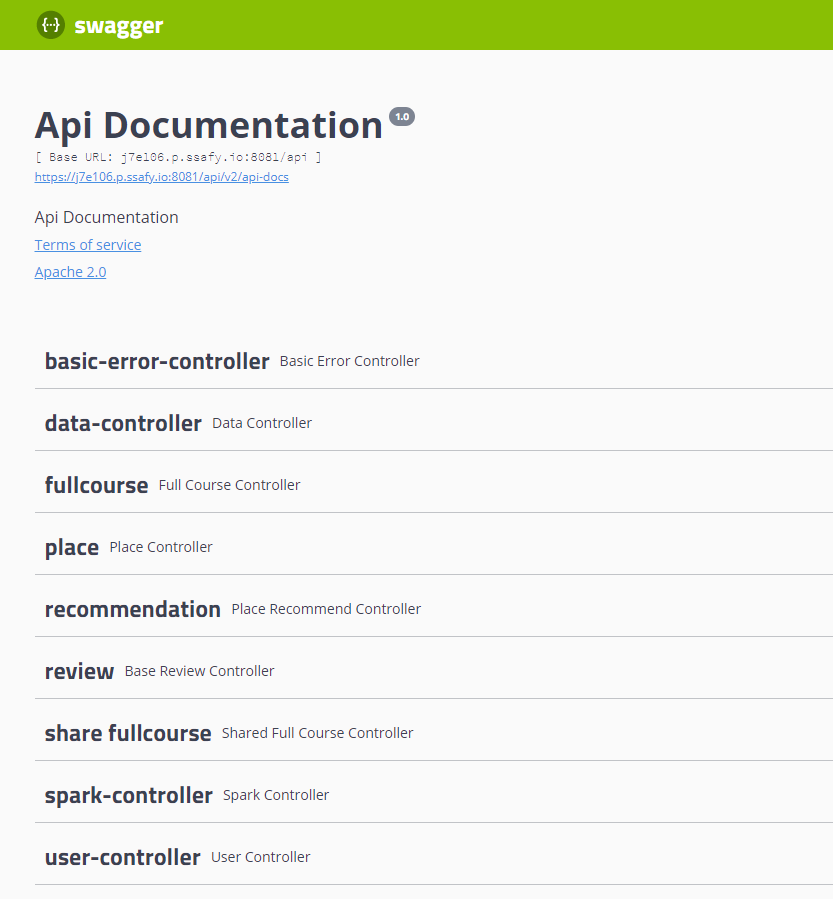 swagger
Api Documentation 1.0
[ Base URL: j7e106.p.ssafy.io:8081/api ]
https://j7e106.p.ssafy.io:8081/api/v2/api-docs
Api Documentation
Terms of service
Apache 2.0
basic-error-controller Basic Error Controller
data-controller Data Controller
fullcourse Full Course Controller
place Place Controller
recommendation Place Recommend Controller
review Base Review Controller
share fullcourse Shared Full Course Controller
spark-controller Spark Controller
user-controller User Controller